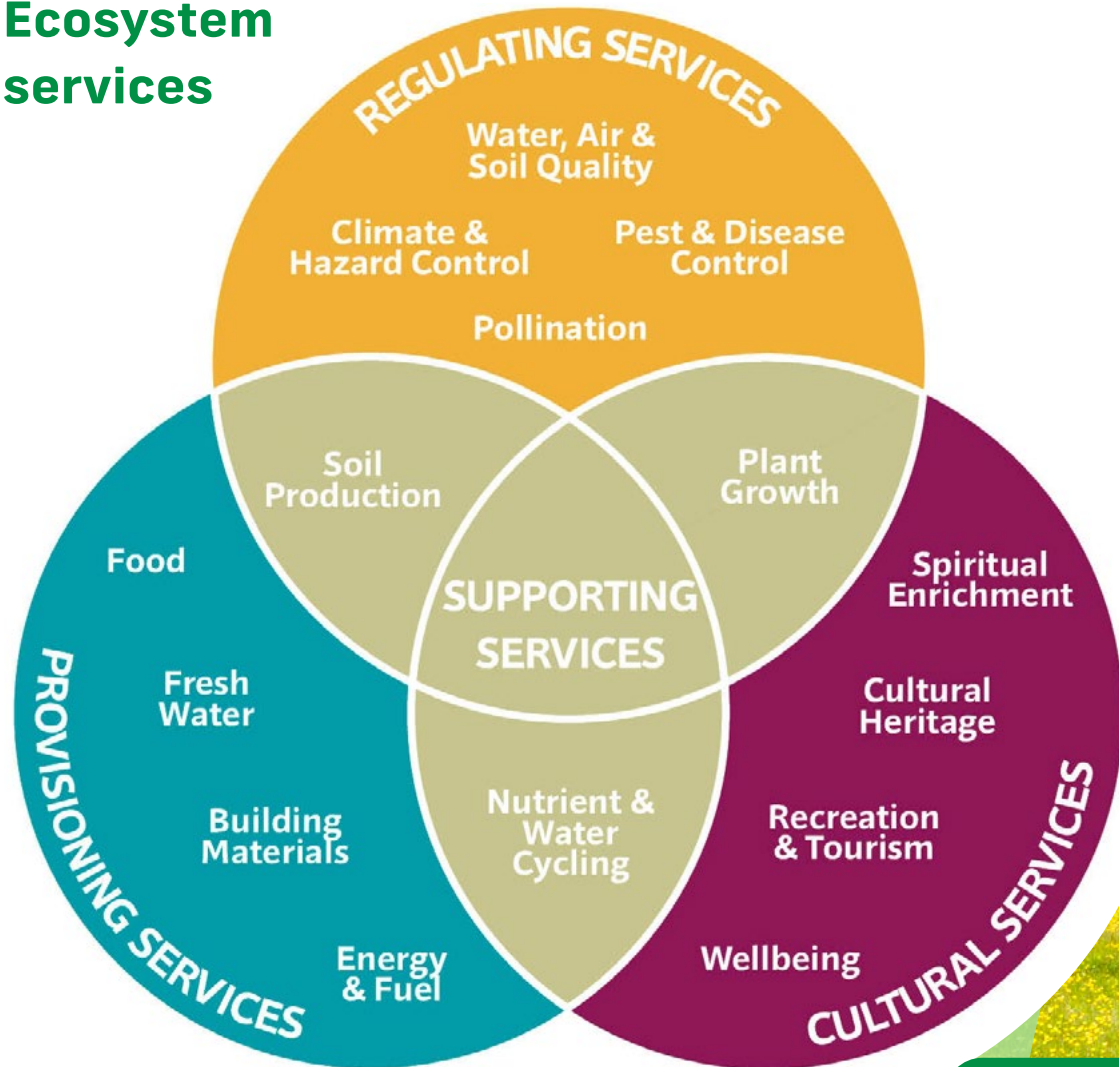 Ecosystem
services
REGULATING SERVICES
Water, Air &
Soil Quality
Climate &
Hazard Control
Pest & Disease
Control
Pollination
Soil
Production
Plant
Growth
SUPPORTING
SERVICES
Nutrient &
Water
Cycling
PROVISIONING SERVICES
Food
Fresh
Water
Building
Materials
Energy
& Fuel
CULTURAL SERVICES
Spiritual
Enrichment
Cultural
Heritage
Recreation
& Tourism
Wellbeing